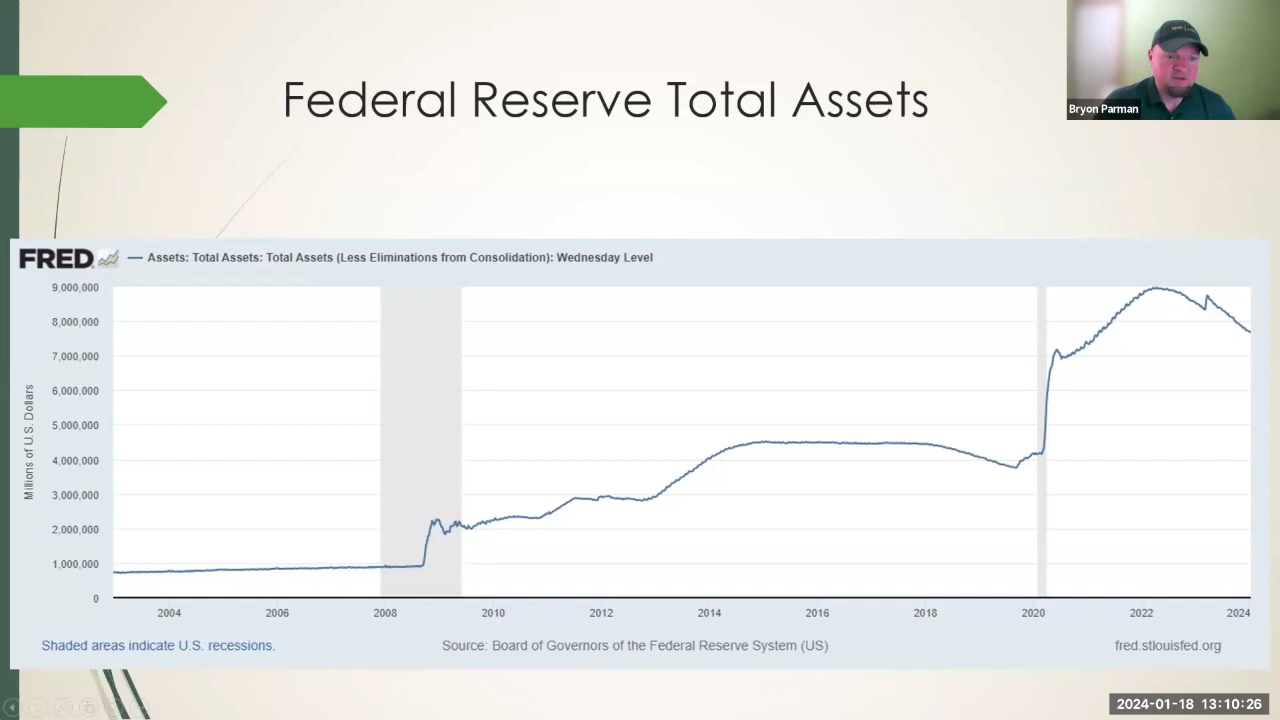 Federal Reserve Total Assets
Bryon Parman
FRED
Assets: Total Assets: Total Assets (Less Eliminations from Consolidation): Wednesday Level
Millions of U.S. Dollars
9,000,000
8,000,000
7,000,000
6,000,000
5,000,000
4,000,000
3,000,000
2,000,000
1,000,000
0
2004 2006 2008 2010 2012 2014 2016 2018 2020 2022 2024
Shaded areas indicate U.S. recessions. Source: Board of Governors of the Federal Reserve System (US) fred.stlouisfed.org
2024-01-18 13:10:26